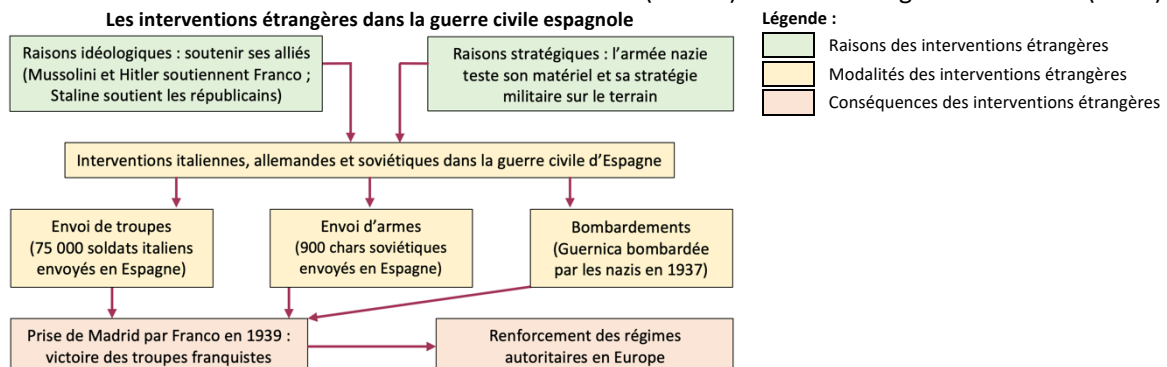 Les interventions étrangères dans la guerre civile espagnole
Raisons idéologiques : soutenir ses alliés
(Mussolini et Hitler soutiennent Franco ;
Staline soutient les républicains)
Raisons stratégiques : l’armée nazie
teste son matériel et sa stratégie
militaire sur le terrain
Légende :
Raisons des interventions étrangères
Modalités des interventions étrangères
Conséquences des interventions étrangères
Interventions italiennes, allemandes et soviétiques dans la guerre civile d’Espagne
Envoi de troupes
(75 000 soldats italiens
envoyés en Espagne)
Envoi d’armes
(900 chars soviétiques
envoyés en Espagne)
Bombardements
(Guernica bombardée
par les nazis en 1937)
Prise de Madrid par Franco en 1939 :
victoire des troupes franquistes
Renforcement des régimes
autoritaires en Europe